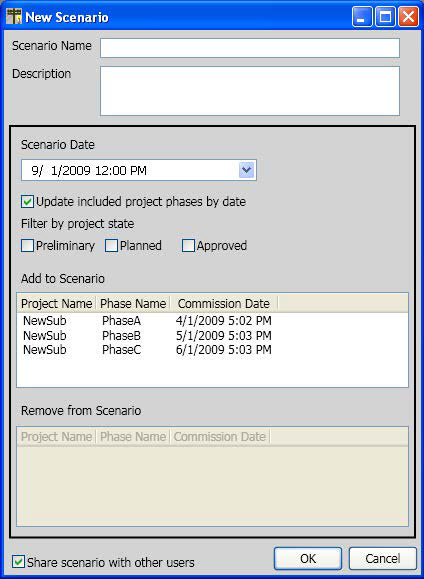 New Scenario
Scenario Name
Description
Scenario Date
9/ 1/2009 12:00 PM
Update included project phases by date
Filter by project state
Preliminary Planned Approved
Add to Scenario
Project Name Phase Name Commission Date
NewSub PhaseA 4/1/2009 5:02 PM
NewSub PhaseB 5/1/2009 5:03 PM
NewSub PhaseC 6/1/2009 5:03 PM
Remove from Scenario
Project Name Phase Name Commission Date
Share scenario with other users OK Cancel